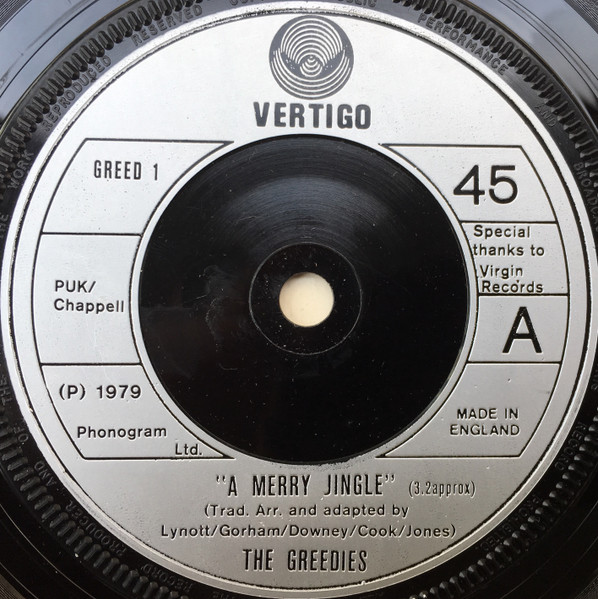 VERTIGO
GREED 1
45
Special
thanks to
Virgin
Records
PUK/
Chappell
A
(P) 1979
Phonogram
Ltd.
MADE IN
ENGLAND
"A MERRY JINGLE" (3.2approx)
(Trad. Arr. and adapted by
Lynott/Gorham/Downey/Cook/Jones)
THE GREEDIES